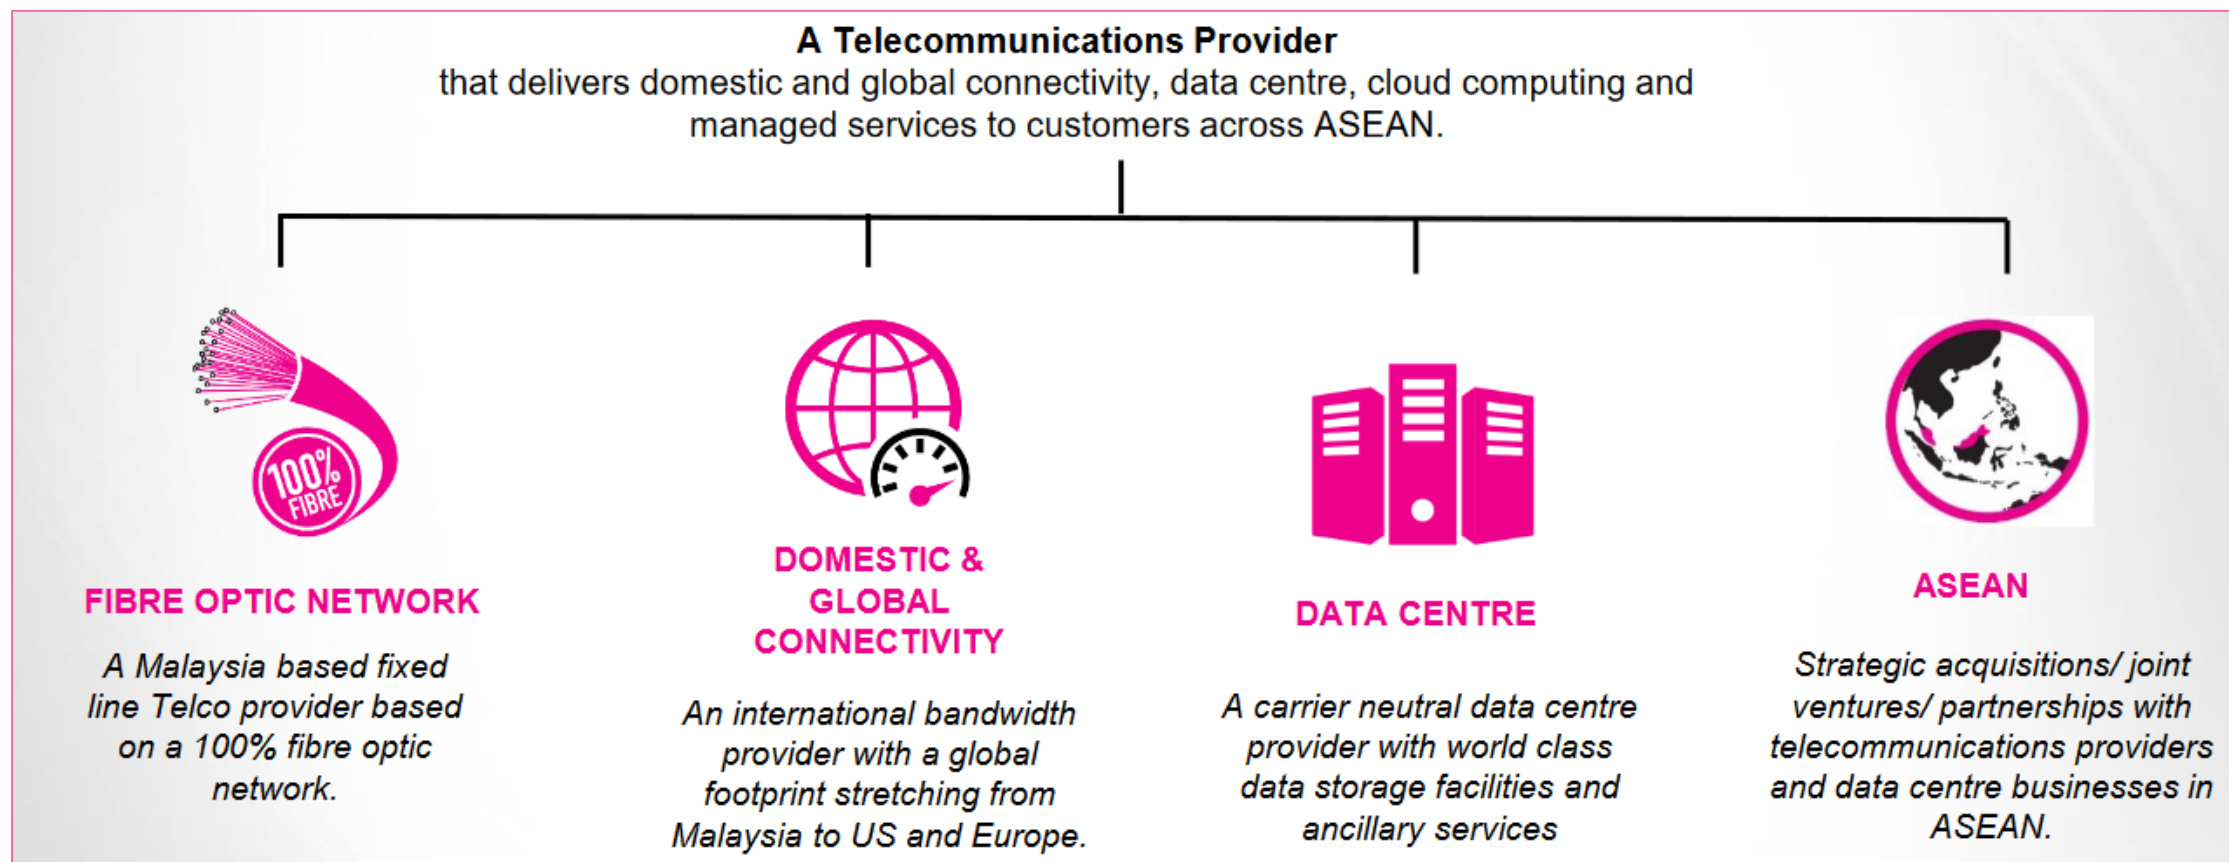 A Telecommunications Provider
that delivers domestic and global connectivity, data centre, cloud computing and
managed services to customers across ASEAN.
100%
FIBRE
FIBRE OPTIC NETWORK
A Malaysia based fixed
line Telco provider based
on a 100% fibre optic
network.
DOMESTIC &
GLOBAL
CONNECTIVITY
An international bandwidth
provider with a global
footprint stretching from
Malaysia to US and Europe.
DATA CENTRE
A carrier neutral data centre
provider with world class
data storage facilities and
ancillary services
ASEAN
Strategic acquisitions/ joint
ventures/ partnerships with
telecommunications providers
and data centre businesses in
ASEAN.